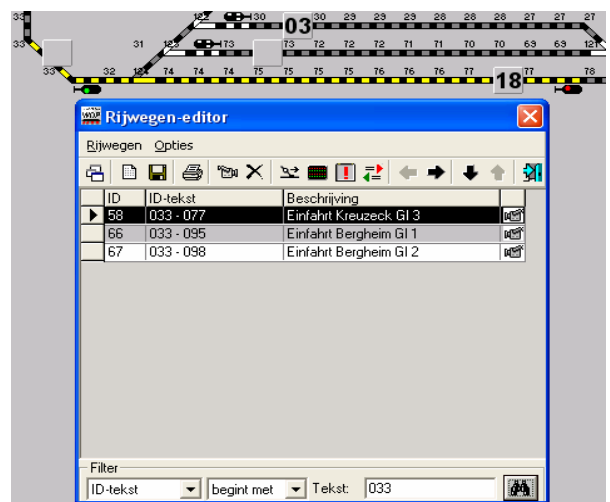 33 122 30 03 30 29 29 29 28 28 28 27 27
33 31 123 73 73 72 72 71 71 70 70 69 69 121
33 32 124 74 74 74 75 75 75 75 76 76 76 77 18 77 78
Rijwegen-editor
Rijwegen Opties
ID ID-tekst Beschrijving
58 033 - 077 Einfahrt Kreuzeck Gl 3
66 033 - 095 Einfahrt Bergheim Gl 1
67 033 - 098 Einfahrt Bergheim Gl 2
Filter
ID-tekst begint met Tekst: 033